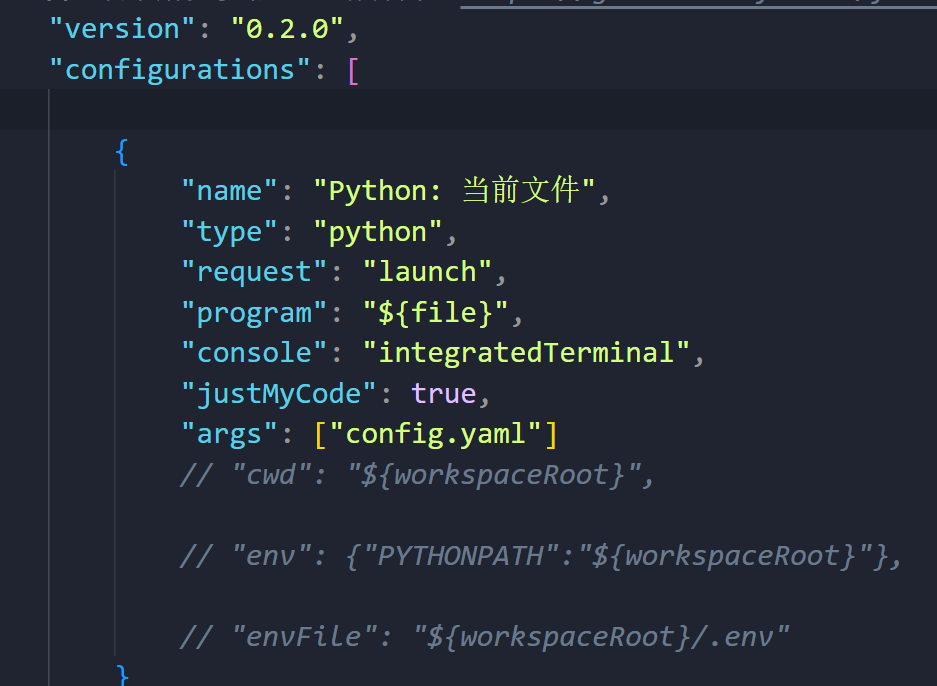 "version": "0.2.0",
"configurations": [
{
"name": "Python: 当前文件",
"type": "python",
"request": "launch",
"program": "${file}",
"console": "integratedTerminal",
"justMyCode": true,
"args": ["config.yaml"]
// "cwd": "${workspaceRoot}",
// "env": {"PYTHONPATH":"${workspaceRoot}"},
// "envFile": "${workspaceRoot}/.env"
}